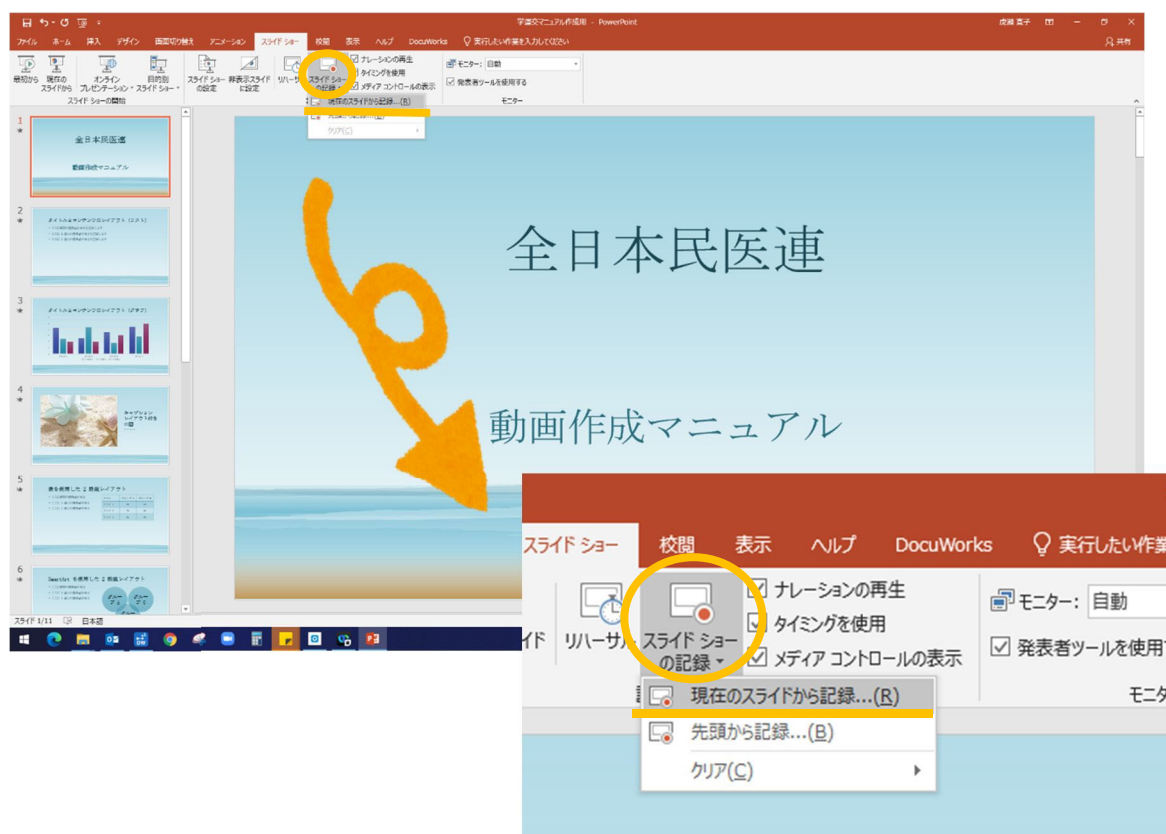 学運交マニュアル作成用 - PowerPoint
ファイル ホーム 挿入 デザイン 画面切り替え アニメーション スライド ショー 校閲 表示 ヘルプ DocuWorks 実行したい作業を入力してください 共有
最初から 現在のスライドから オンライン プレゼンテーション 目的別 スライド ショー スライド ショーの設定 非表示スライドに設定 リハーサル スライド ショーの記録
ナレーションの再生
タイミングを使用
メディア コントロールの表示
モニター: 自動
発表者ツールを使用する
スライド ショーの開始
モニター
現在のスライドから記録...(R)
クリア(C)
1
全日本民医連
動画作成マニュアル
2
3
4
5
6
全日本民医連
動画作成マニュアル
スライド 1/11 日本語
スライド ショー 校閲 表示 ヘルプ DocuWorks 実行したい作業
リハーサル
スライド ショー
の記録
ナレーションの再生
タイミングを使用
メディア コントロールの表示
モニター: 自動
発表者ツールを使用
現在のスライドから記録...(R)
先頭から記録...(B)
クリア(C)